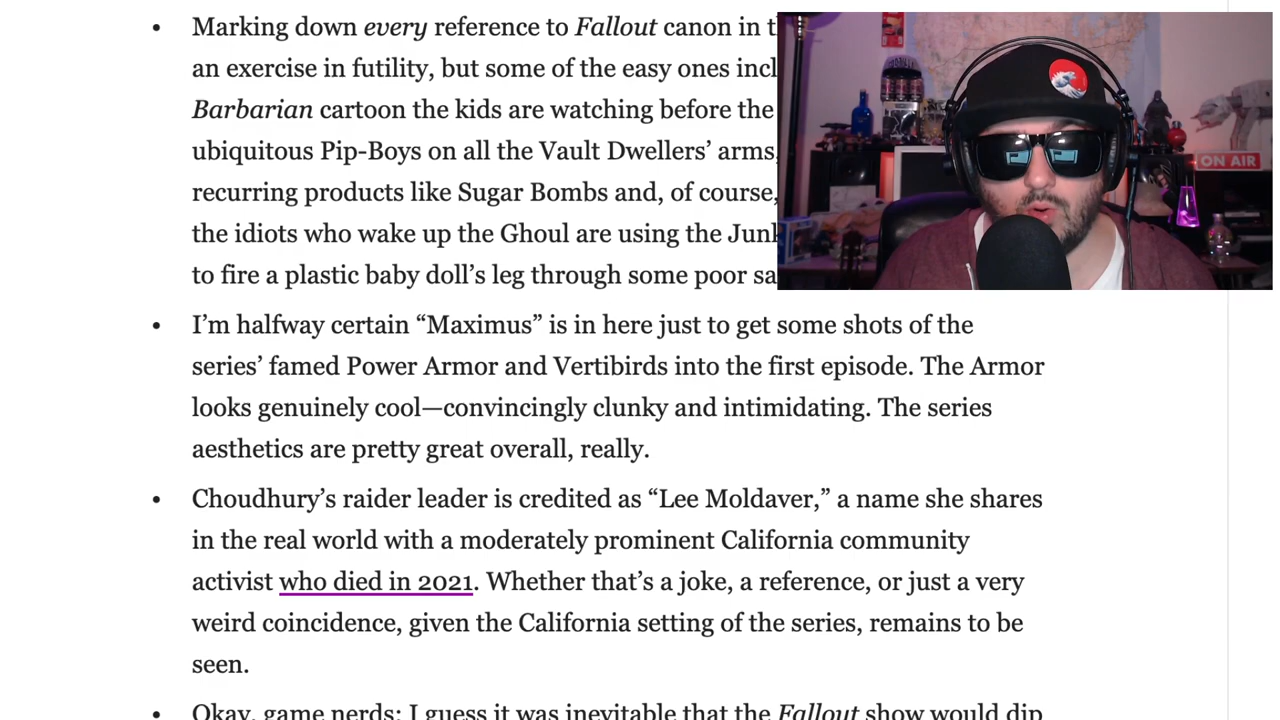 • Marking down every reference to Fallout canon in t
an exercise in futility, but some of the easy ones incl
Barbarian cartoon the kids are watching before the
ubiquitous Pip-Boys on all the Vault Dwellers’ arms,
recurring products like Sugar Bombs and, of course,
the idiots who wake up the Ghoul are using the Junk
to fire a plastic baby doll’s leg through some poor sa
ON AIR
• I’m halfway certain “Maximus” is in here just to get some shots of the
series’ famed Power Armor and Vertibirds into the first episode. The Armor
looks genuinely cool—convincingly clunky and intimidating. The series
aesthetics are pretty great overall, really.
• Choudhury’s raider leader is credited as “Lee Moldaver,” a name she shares
in the real world with a moderately prominent California community
activist who died in 2021. Whether that’s a joke, a reference, or just a very
weird coincidence, given the California setting of the series, remains to be
seen.
• Okay, game nerds: I guess it was inevitable that the Fallout show would dip